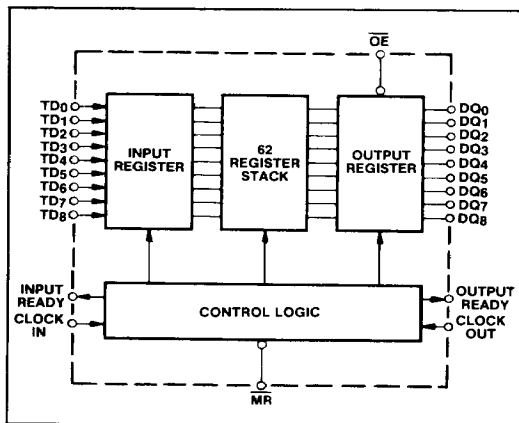 OE
TD0
TD1
TD2
TD3
TD4
TD5
TD6
TD7
TD8
INPUT
REGISTER
62
REGISTER
STACK
OUTPUT
REGISTER
DQ0
DQ1
DQ2
DQ3
DQ4
DQ5
DQ6
DQ7
DQ8
INPUT
READY
CLOCK
IN
CONTROL LOGIC
OUTPUT
READY
CLOCK
OUT
MR